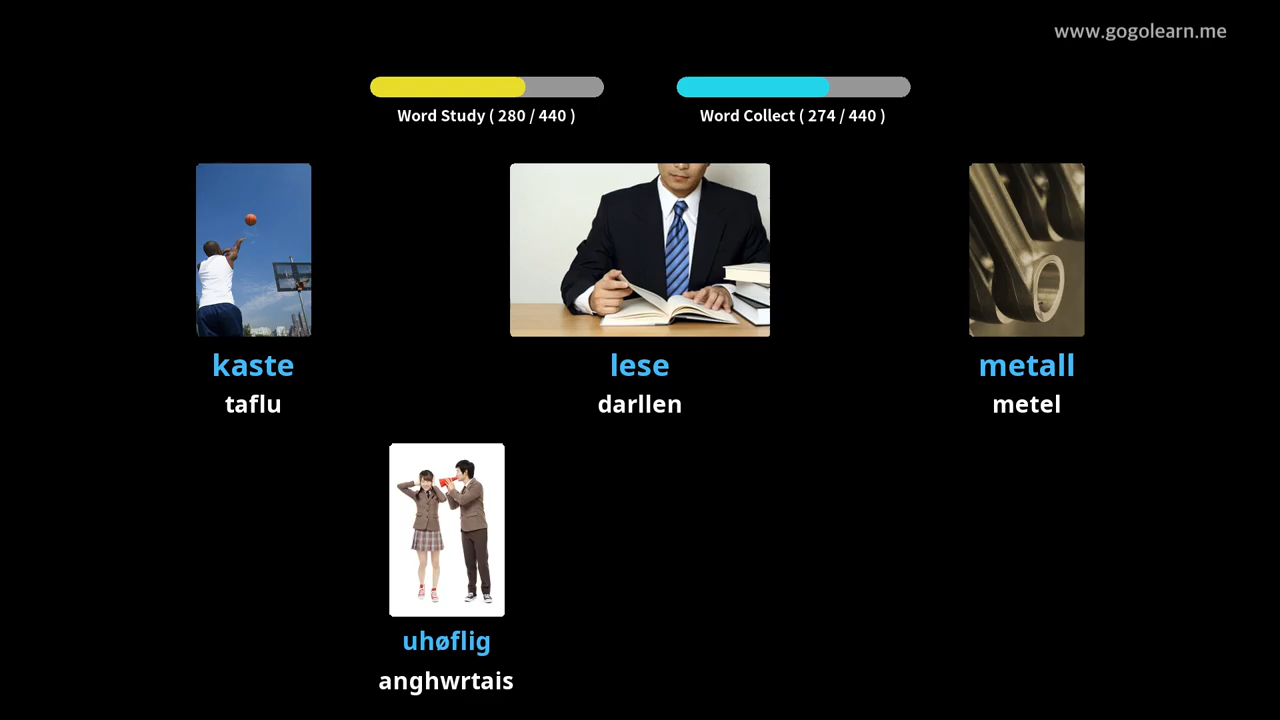 www.gogolearn.me
Word Study ( 280 / 440 )
Word Collect ( 274 / 440 )
kaste
taflu
lese
darllen
metall
metel
uhøflig
anghwrtais